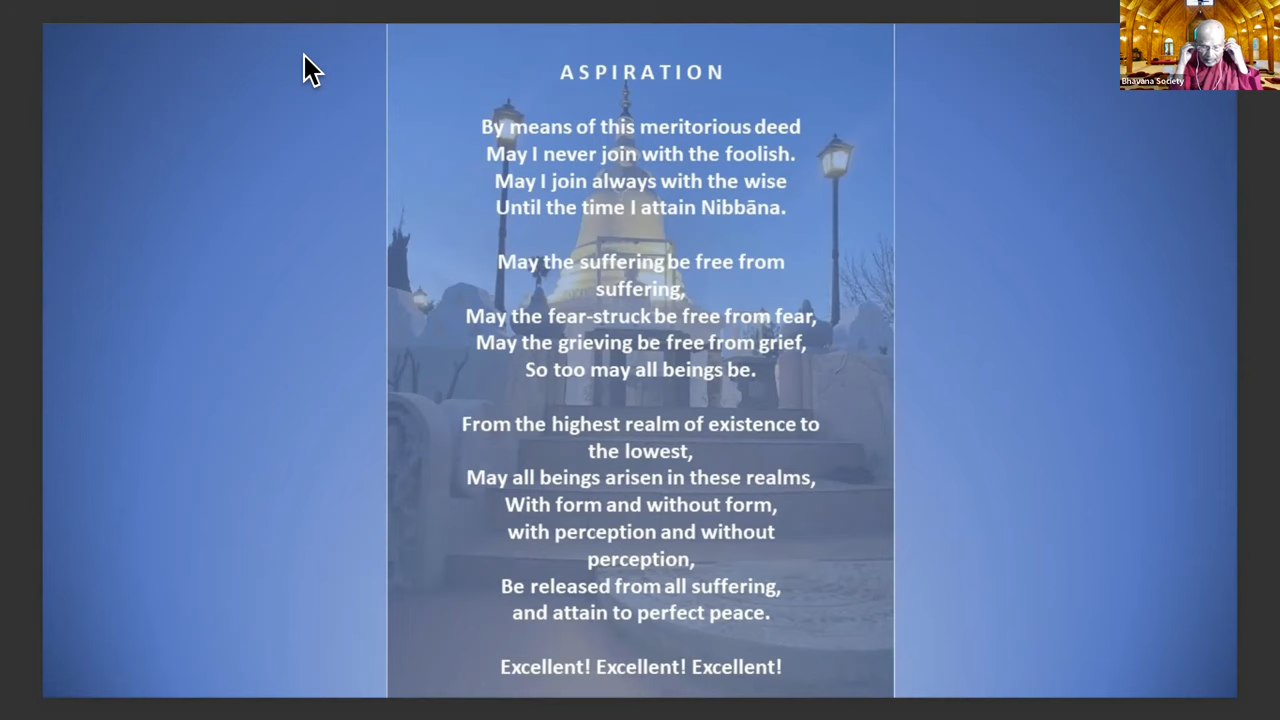 ASPIRATION
By means of this meritorious deed
May I never join with the foolish.
May I join always with the wise
Until the time I attain Nibbāna.
May the suffering be free from
suffering,
May the fear-struck be free from fear,
May the grieving be free from grief,
So too may all beings be.
From the highest realm of existence to
the lowest,
May all beings arisen in these realms,
With form and without form,
with perception and without
perception,
Be released from all suffering,
and attain to perfect peace.
Excellent! Excellent! Excellent!
Bhavana Society